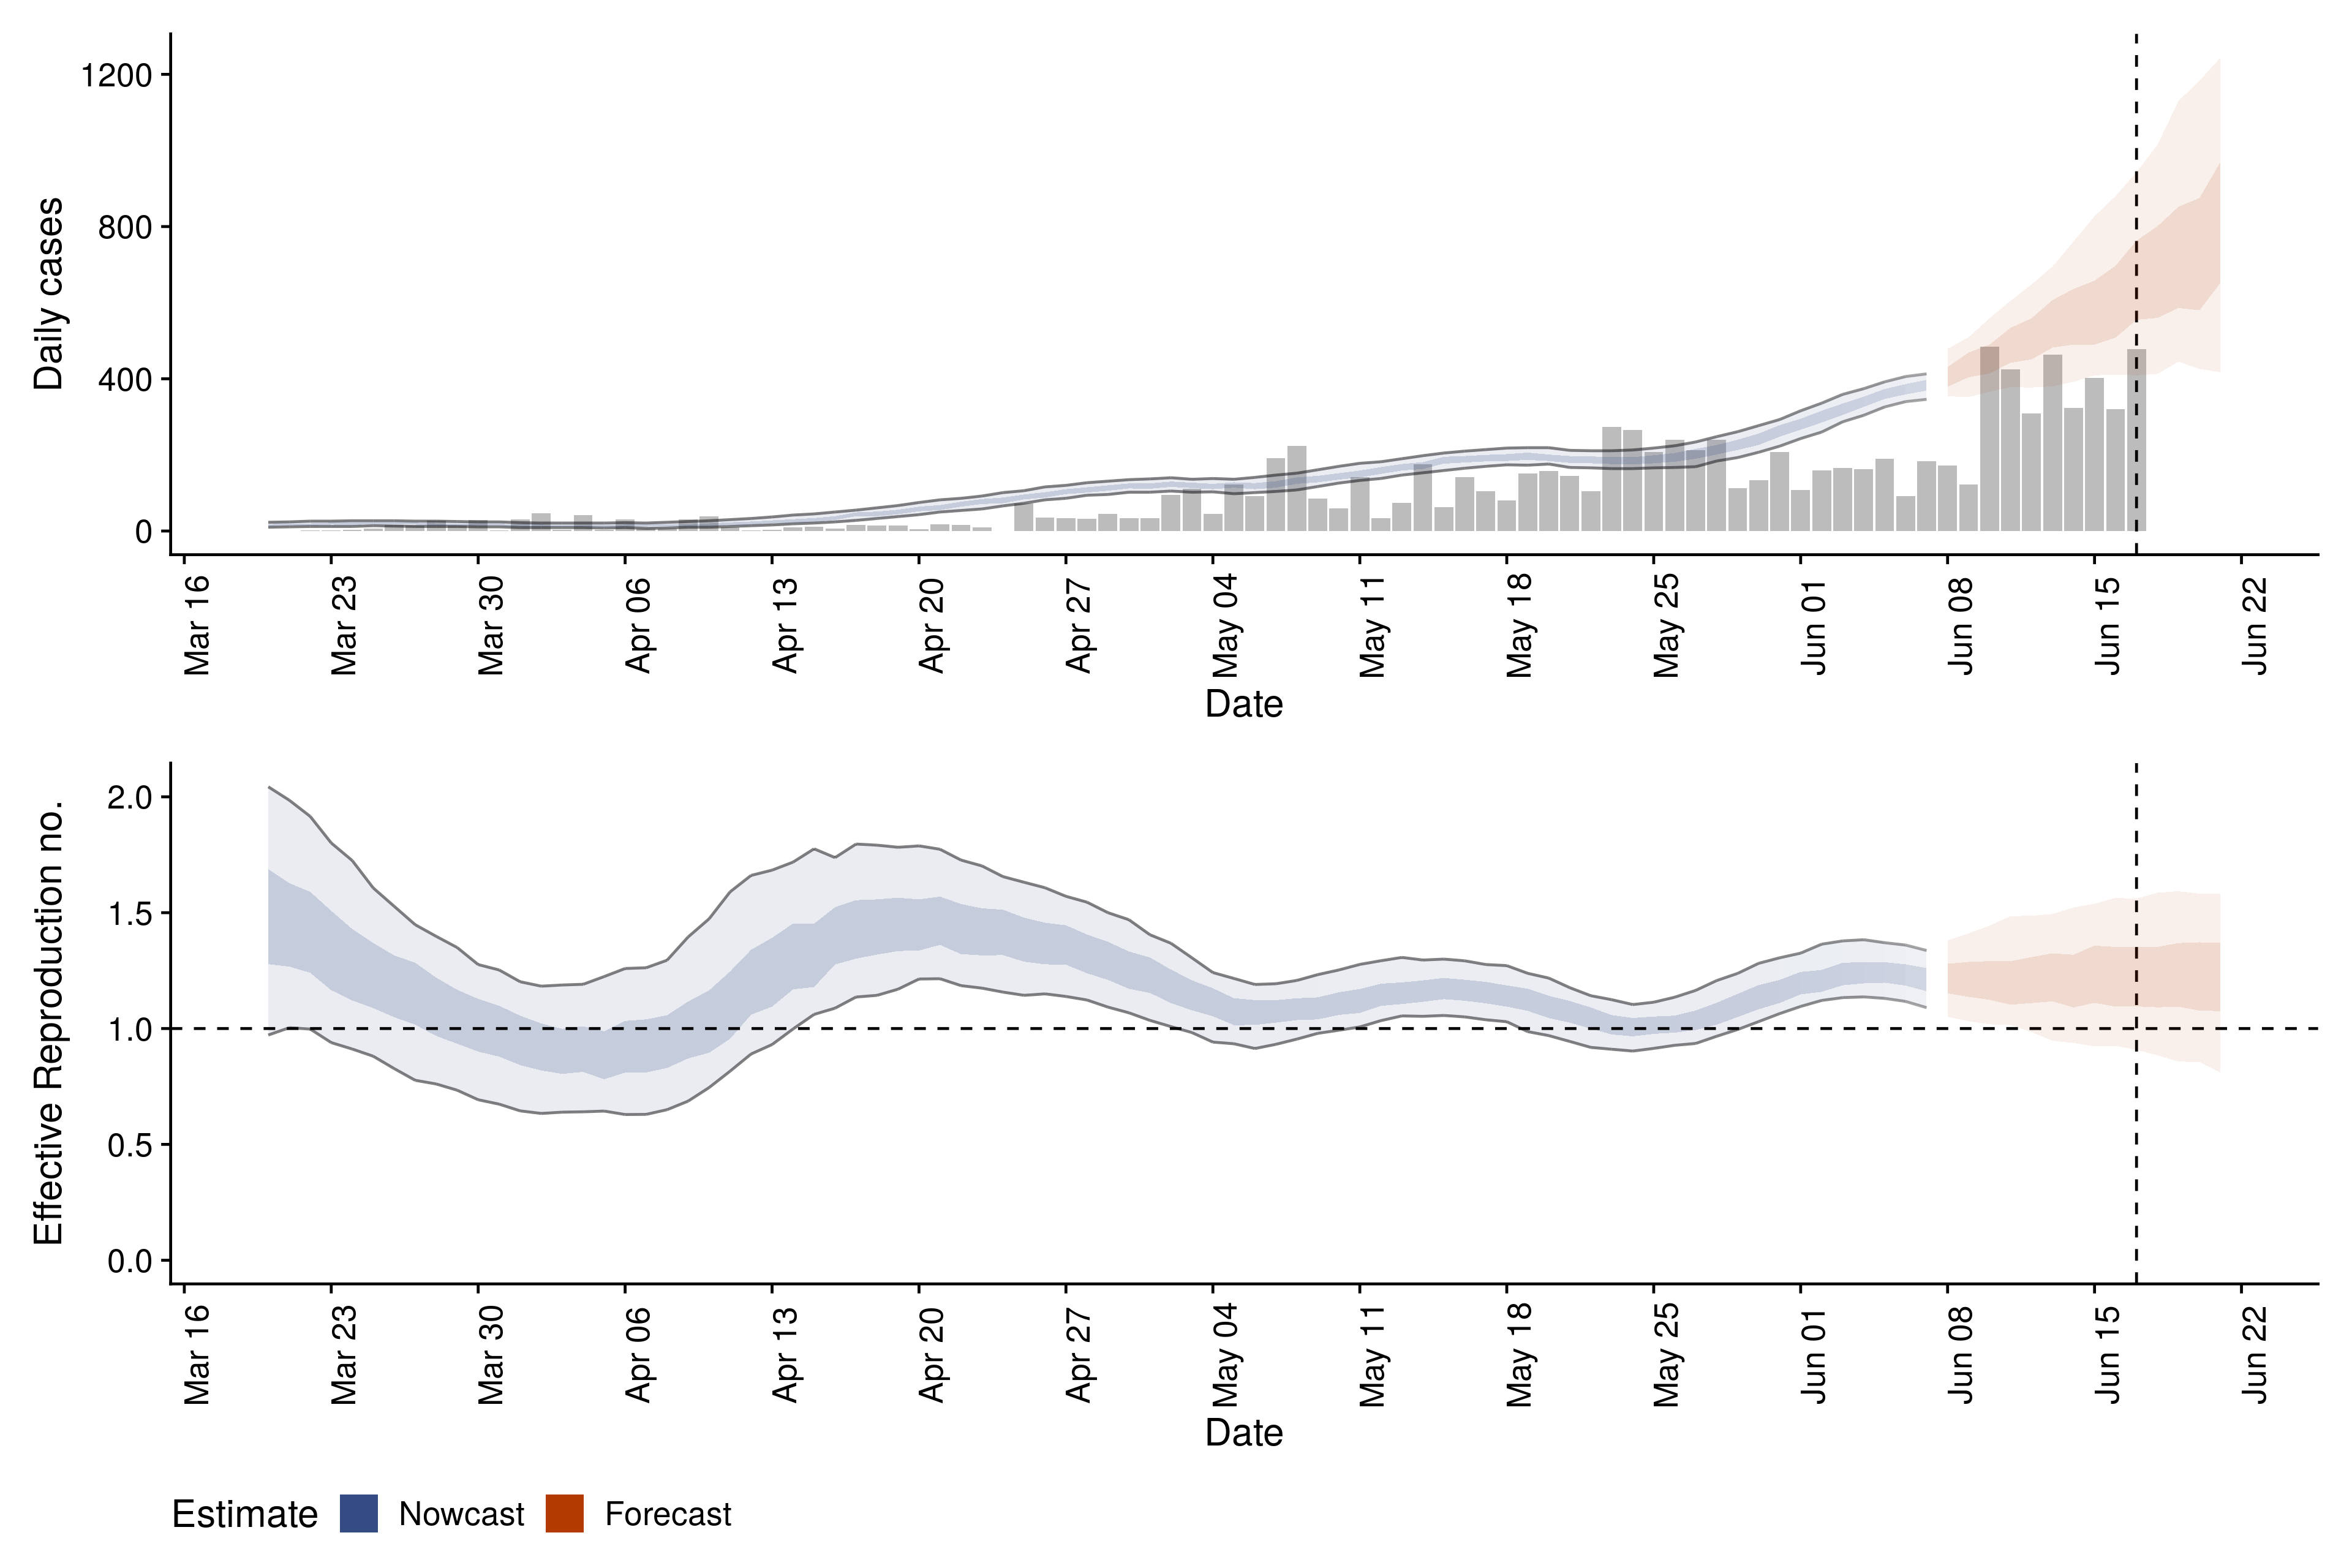 Daily cases
1200
800
400
0
Mar 16
Mar 23
Mar 30
Apr 06
Apr 13
Apr 20
Apr 27
May 04
May 11
May 18
May 25
Jun 01
Jun 08
Jun 15
Jun 22
Date
Effective Reproduction no.
2.0
1.5
1.0
0.5
0.0
Mar 16
Mar 23
Mar 30
Apr 06
Apr 13
Apr 20
Apr 27
May 04
May 11
May 18
May 25
Jun 01
Jun 08
Jun 15
Jun 22
Date
Estimate Nowcast Forecast